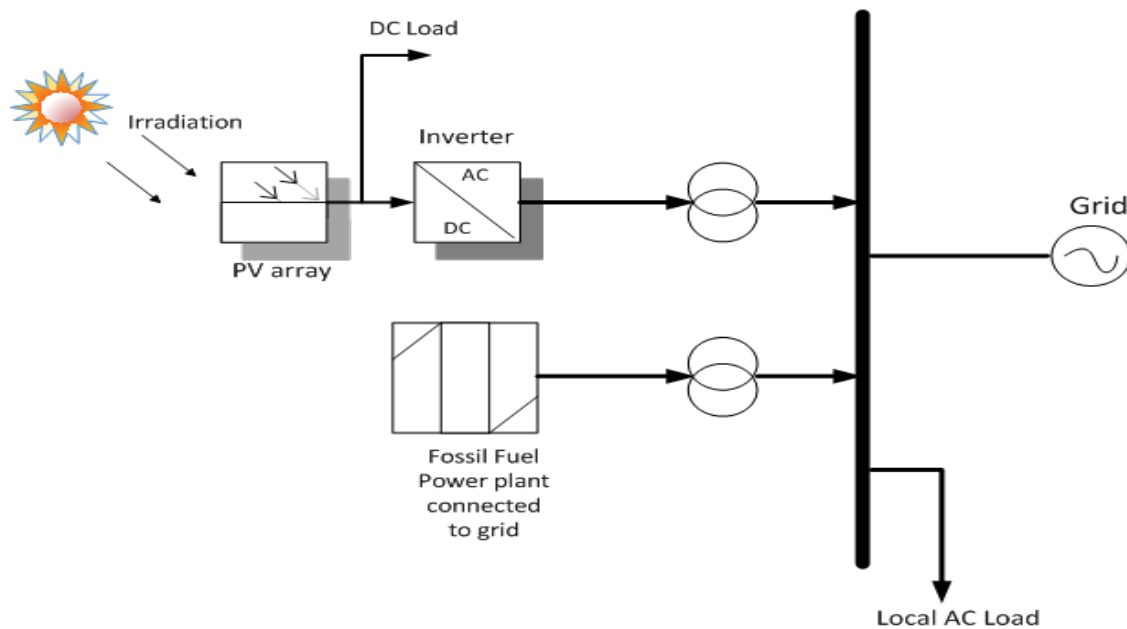 DC Load
Irradiation
Inverter
AC
DC
PV array
Grid
Fossil Fuel
Power plant
connected
to grid
Local AC Load